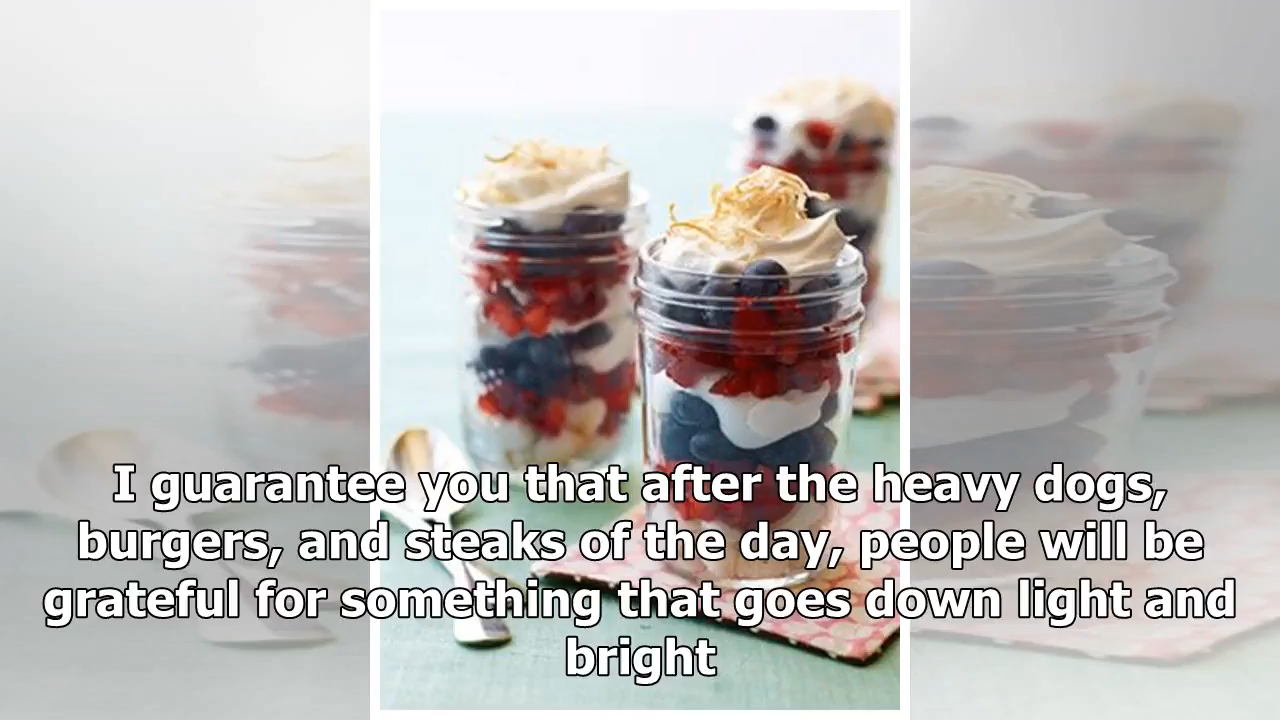 I guarantee you that after the heavy dogs,
burgers, and steaks of the day, people will be
grateful for something that goes down light and
bright